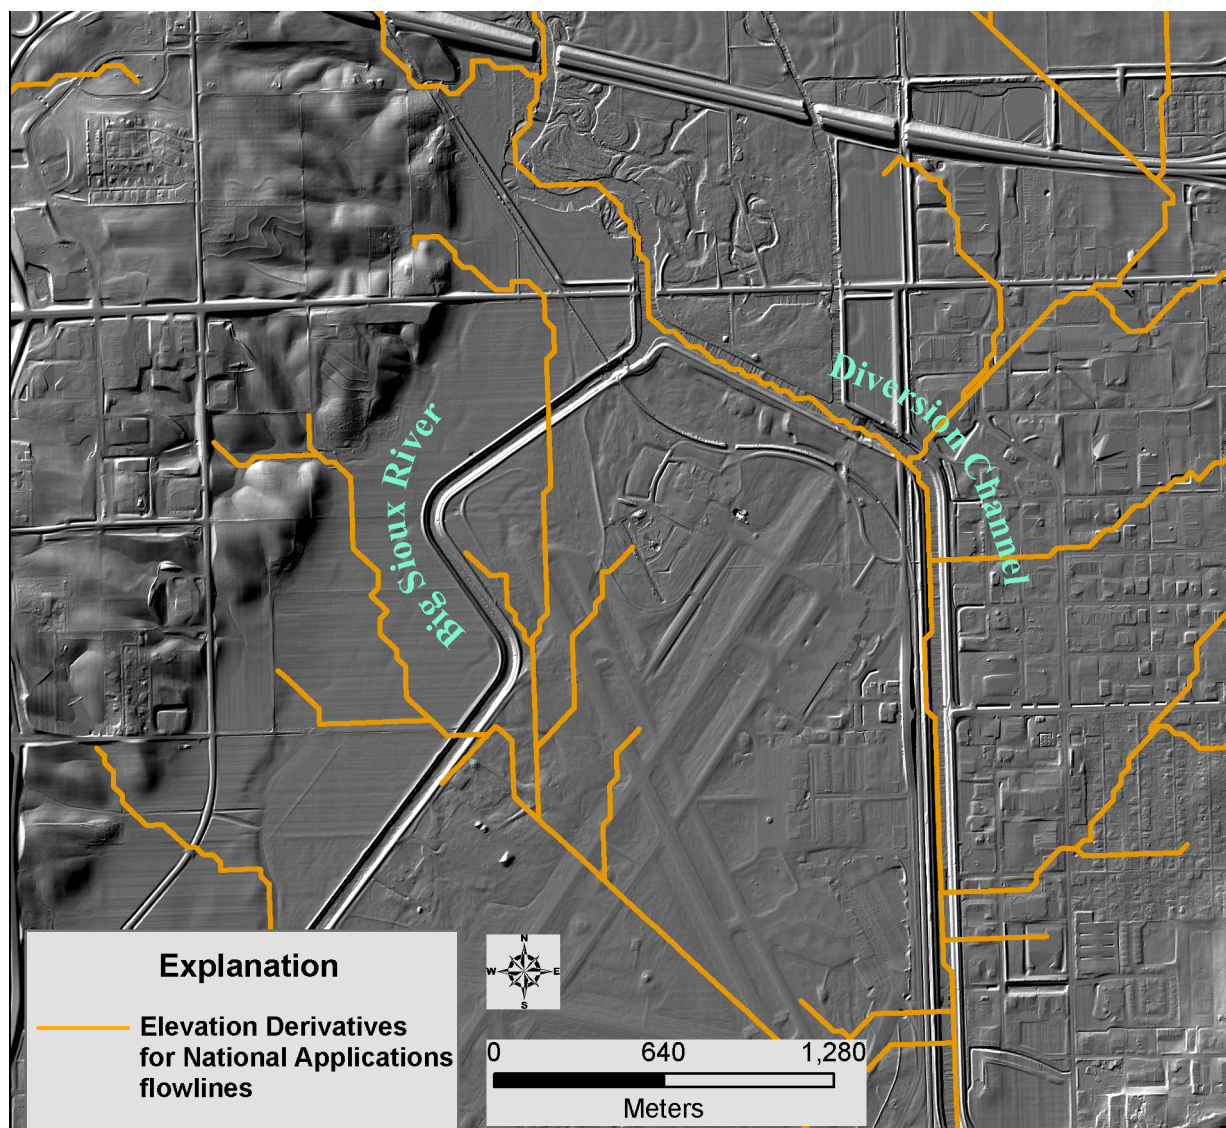 Diversion Channel
Big Sioux River
Explanation
Elevation Derivatives
for National Applications
flowlines
N
W E
S
0 640 1,280
Meters